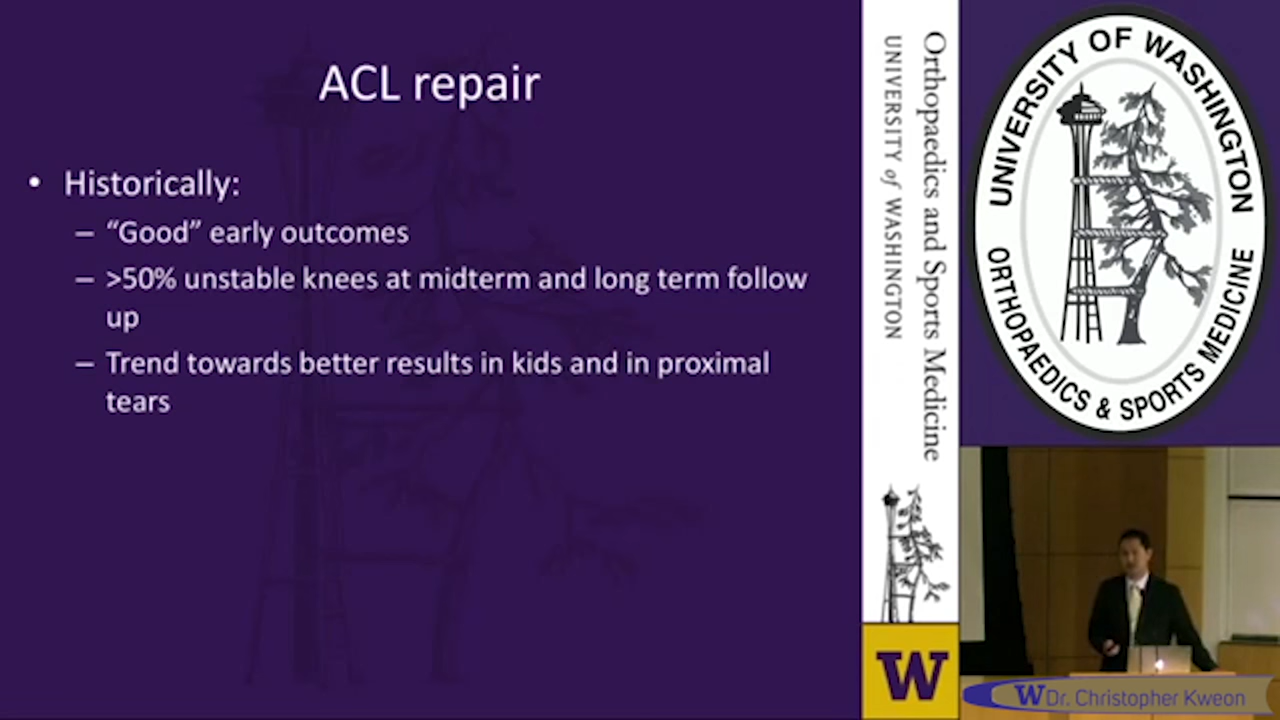 ACL repair
• Historically:
– “Good” early outcomes
– >50% unstable knees at midterm and long term follow
up
– Trend towards better results in kids and in proximal
tears
Orthopaedics and Sports Medicine
UNIVERSITY of WASHINGTON
W
UNIVERSITY OF WASHINGTON
ORTHOPAEDICS & SPORTS MEDICINE
W Dr. Christopher Kweon